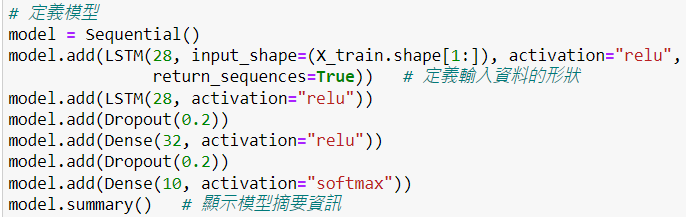 # 定義模型
model = Sequential()
model.add(LSTM(28, input_shape=(X_train.shape[1:]), activation="relu",
return_sequences=True))   # 定義輸入資料的形狀
model.add(LSTM(28, activation="relu"))
model.add(Dropout(0.2))
model.add(Dense(32, activation="relu"))
model.add(Dropout(0.2))
model.add(Dense(10, activation="softmax"))
model.summary()   # 顯示模型摘要資訊